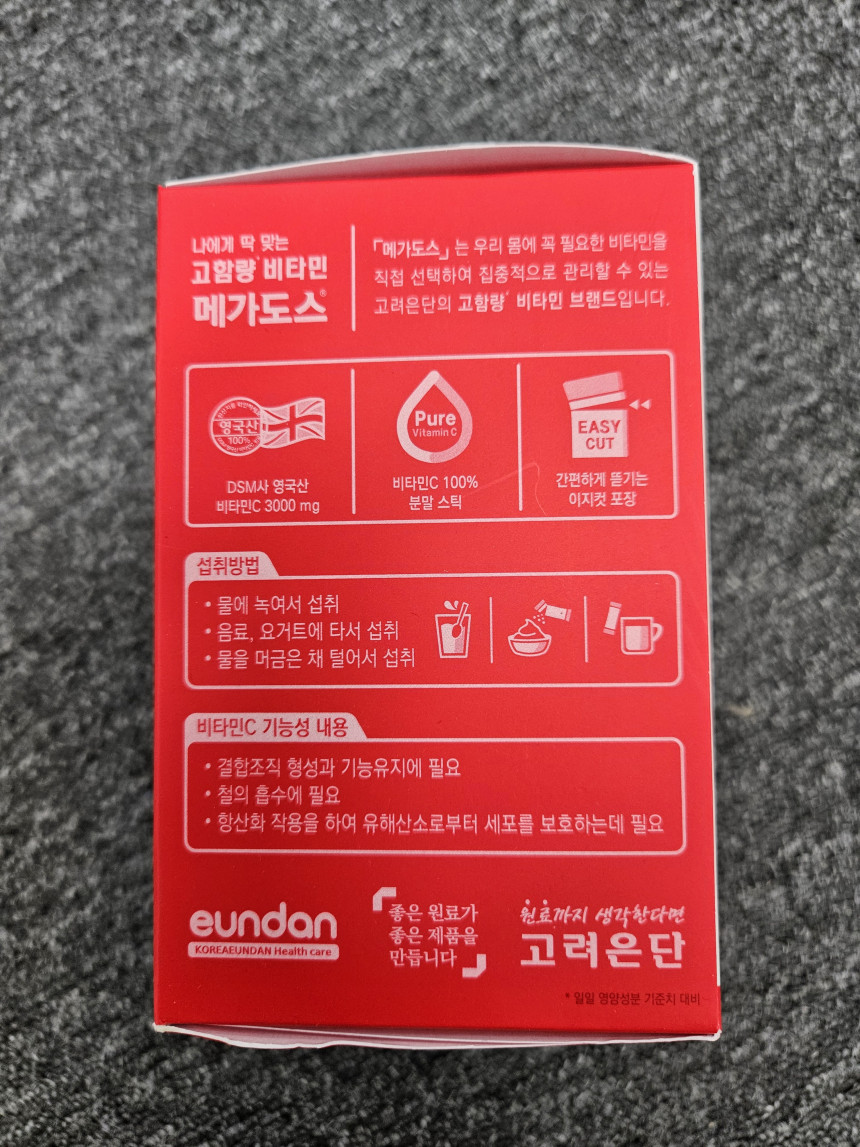 나에게 딱 맞는
고함량* 비타민
메가도스®
「메가도스」는 우리 몸에 꼭 필요한 비타민을
직접 선택하여 집중적으로 관리할 수 있는
고려은단의 고함량* 비타민 브랜드입니다.
영국산
100%
DSM사 영국산
비타민C 3000 mg
Pure
Vitamin C
비타민C 100%
분말 스틱
EASY
CUT
간편하게 뜯기는
이지컷 포장
섭취방법
• 물에 녹여서 섭취
• 음료, 요거트에 타서 섭취
• 물을 머금은 채 털어서 섭취
비타민C 기능성 내용
• 결합조직 형성과 기능유지에 필요
• 철의 흡수에 필요
• 항산화 작용을 하여 유해산소로부터 세포를 보호하는데 필요
eundan
KOREAEUNDAN Health care
「좋은 원료가
좋은 제품을
만듭니다」
원료까지 생각한다면
고려은단
* 일일 영양성분 기준치 대비